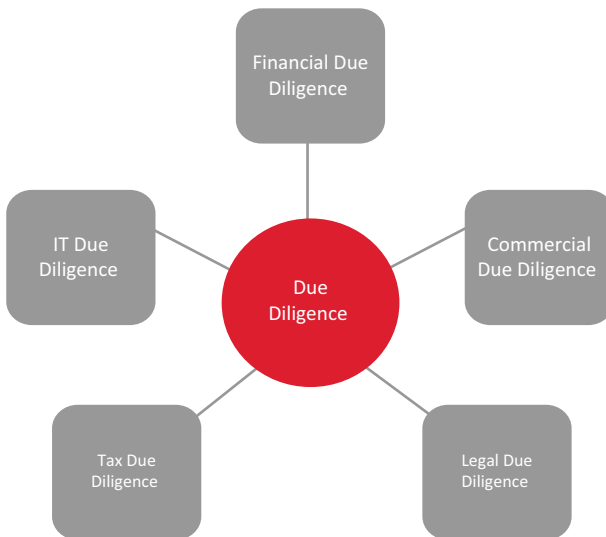 Financial Due
Diligence
IT Due
Diligence
Commercial
Due Diligence
Due
Diligence
Tax Due
Diligence
Legal Due
Diligence